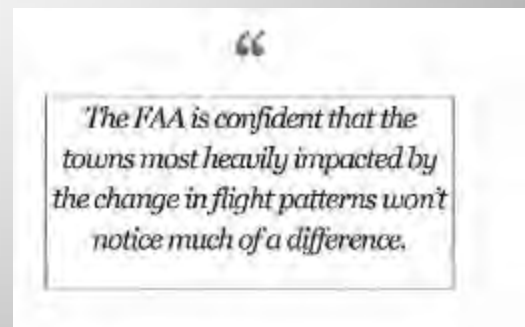 “
The FAA is confident that the
towns most heavily impacted by
the change in flight patterns won't
notice much of a difference.